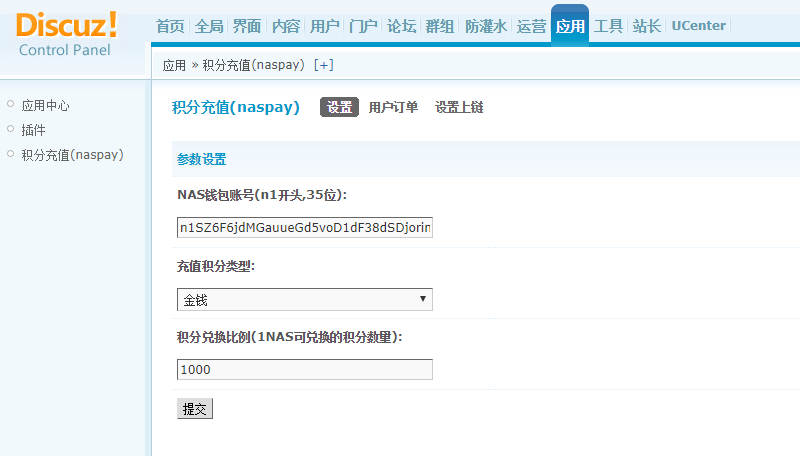 Discuz!
Control Panel
首页 全局 界面 内容 用户 门户 论坛 群组 防灌水 运营 应用 工具 站长 UCenter
应用 » 积分充值(naspay) [+]
应用中心
插件
积分充值(naspay)
积分充值(naspay) 设置 用户订单 设置上链
参数设置
NAS钱包账号(n1开头,35位):
n1SZ6F6jdMGauueGd5voD1dF38dSDjorin
充值积分类型:
金钱
积分兑换比例(1NAS可兑换的积分数量):
1000
提交